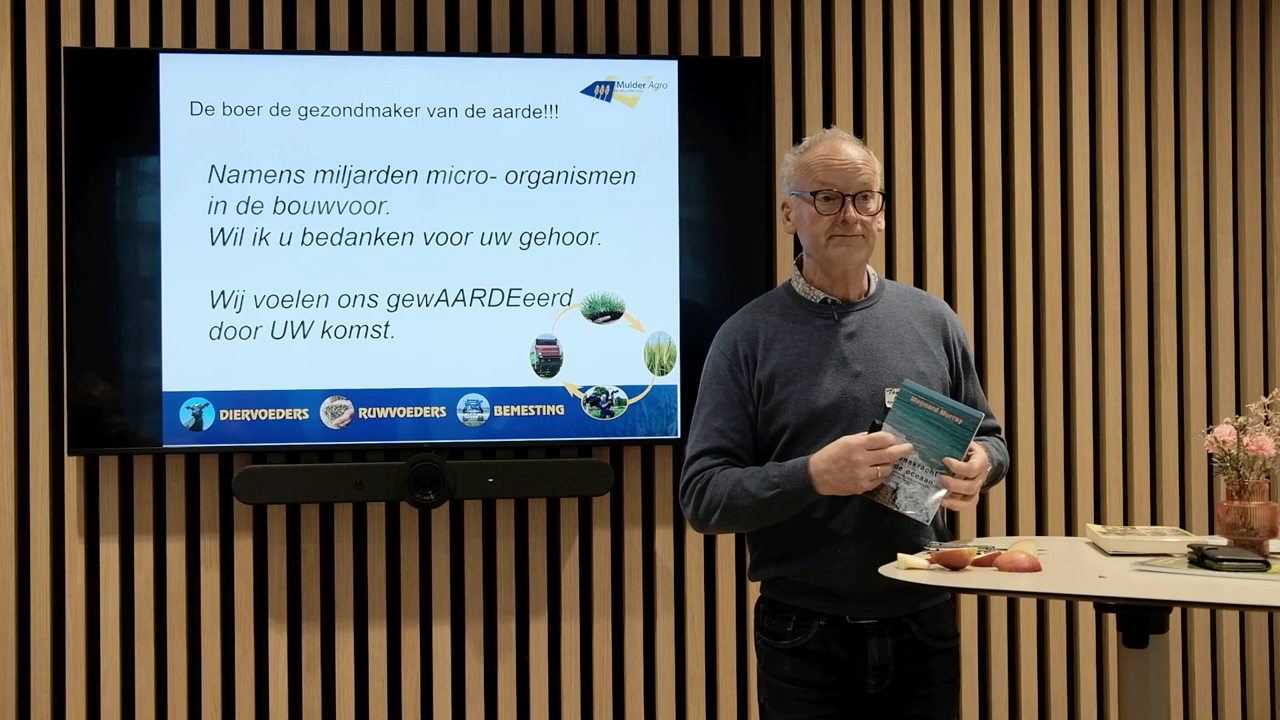 Mulder Agro
De boer de gezondmaker van de aarde!!!
Namens miljarden micro- organismen
in de bouwvoor.
Wil ik u bedanken voor uw gehoor.
Wij voelen ons gewAARDEeerd
door UW komst.
DIERVOEDERS
RUWVOEDERS
BEMESTING
Maynard Murray
de oceaan